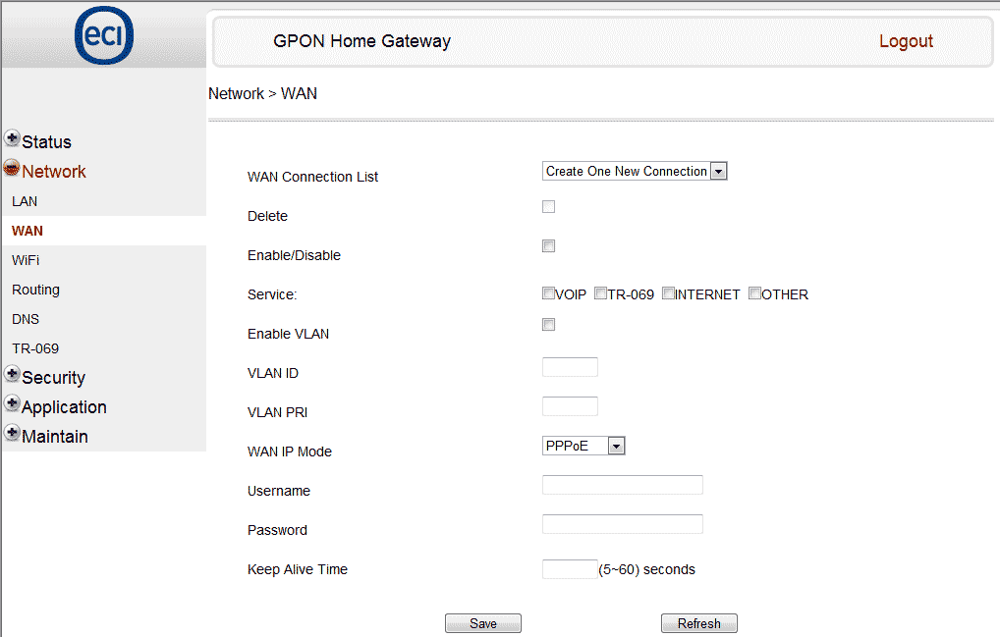 eci
GPON Home Gateway
Logout
Network > WAN
Status
Network
LAN
WAN
WiFi
Routing
DNS
TR-069
Security
Application
Maintain
WAN Connection List Create One New Connection
Delete
Enable/Disable
Service: VOIP TR-069 INTERNET OTHER
Enable VLAN
VLAN ID
VLAN PRI
WAN IP Mode PPPoE
Username
Password
Keep Alive Time (5~60) seconds
Save Refresh